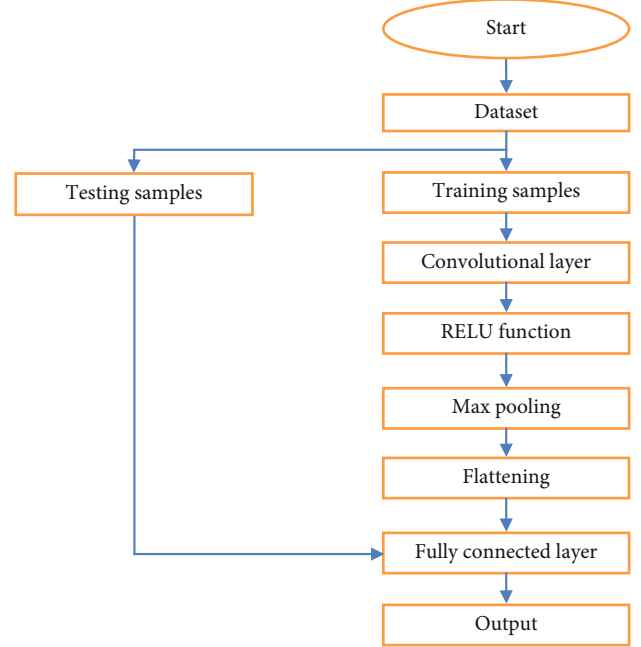 Start
Dataset
Testing samples
Training samples
Convolutional layer
RELU function
Max pooling
Flattening
Fully connected layer
Output